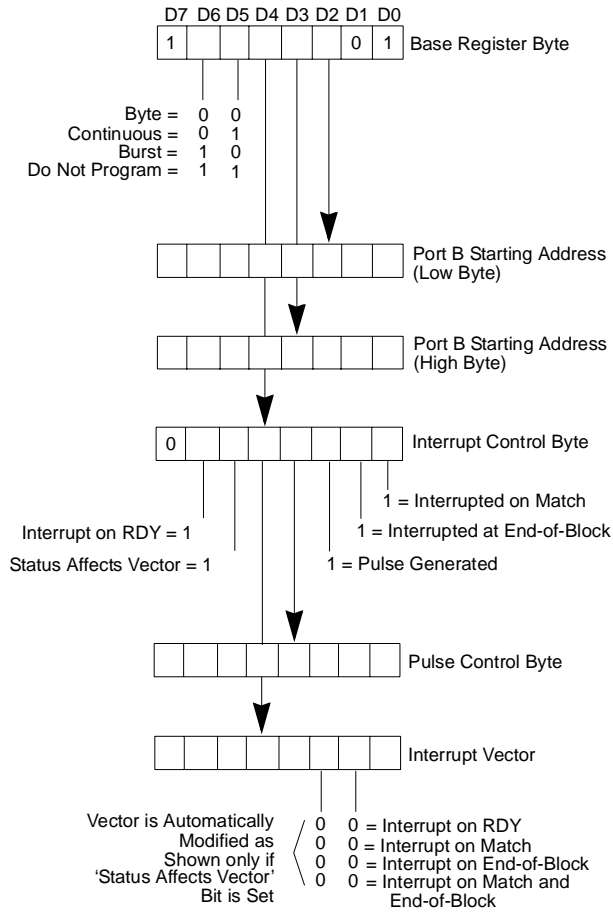 D7 D6 D5 D4 D3 D2 D1 D0
1 0 1 Base Register Byte
Byte = 0 0
Continuous = 0 1
Burst = 1 0
Do Not Program = 1 1
Port B Starting Address
(Low Byte)
Port B Starting Address
(High Byte)
0 Interrupt Control Byte
1 = Interrupted on Match
Interrupt on RDY = 1
1 = Interrupted at End-of-Block
Status Affects Vector = 1
1 = Pulse Generated
Pulse Control Byte
Interrupt Vector
Vector is Automatically
Modified as
Shown only if
‘Status Affects Vector’
Bit is Set
0 0 = Interrupt on RDY
0 0 = Interrupt on Match
0 0 = Interrupt on End-of-Block
0 0 = Interrupt on Match and
End-of-Block